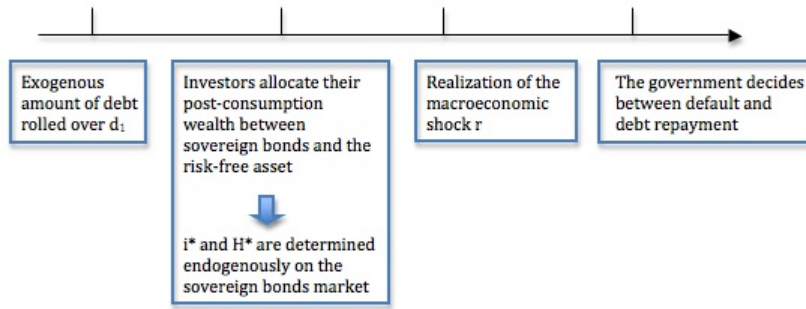 Exogenous
amount of debt
rolled over d₁
Investors allocate their
post-consumption
wealth between
sovereign bonds and the
risk-free asset
i* and H* are determined
endogenously on the
sovereign bonds market
Realization of the
macroeconomic
shock r
The government decides
between default and
debt repayment